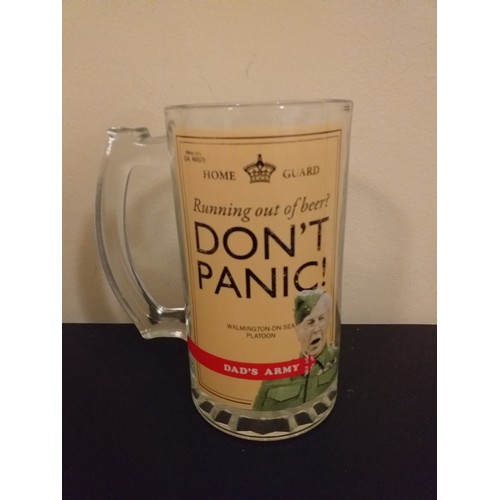 HOME GUARD
Running out of beer?
DON'T
PANIC!
WALMINGTON-ON SEA
PLATOON
DAD'S ARMY